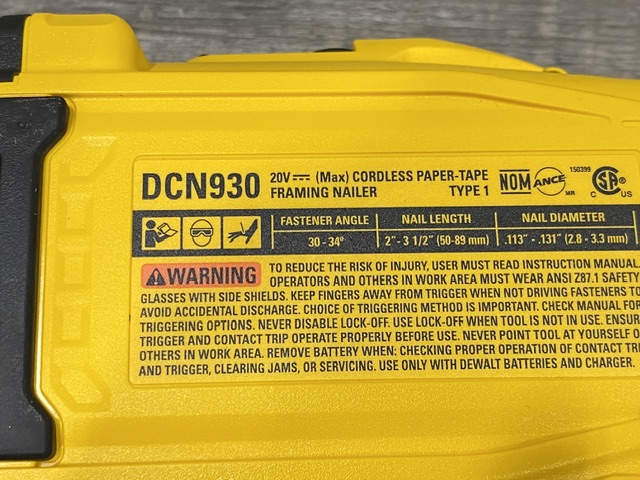 DCN930 20V⎓ (Max) CORDLESS PAPER-TAPE
FRAMING NAILER TYPE 1
NOM ANCE MR 150399 C SA US
FASTENER ANGLE NAIL LENGTH NAIL DIAMETER
30 - 34º 2" - 3 1/2" (50-89 mm) .113" - .131" (2.8 - 3.3 mm)
WARNING TO REDUCE THE RISK OF INJURY, USER MUST READ INSTRUCTION MANUAL.
OPERATORS AND OTHERS IN WORK AREA MUST WEAR ANSI Z87.1 SAFETY
GLASSES WITH SIDE SHIELDS. KEEP FINGERS AWAY FROM TRIGGER WHEN NOT DRIVING FASTENERS TO
AVOID ACCIDENTAL DISCHARGE. CHOICE OF TRIGGERING METHOD IS IMPORTANT. CHECK MANUAL FOR
TRIGGERING OPTIONS. NEVER DISABLE LOCK-OFF. USE LOCK-OFF WHEN TOOL IS NOT IN USE. ENSUR
TRIGGER AND CONTACT TRIP OPERATE PROPERLY BEFORE USE. NEVER POINT TOOL AT YOURSELF O
OTHERS IN WORK AREA. REMOVE BATTERY WHEN: CHECKING PROPER OPERATION OF CONTACT TRI
AND TRIGGER, CLEARING JAMS, OR SERVICING. USE ONLY WITH DEWALT BATTERIES AND CHARGER.